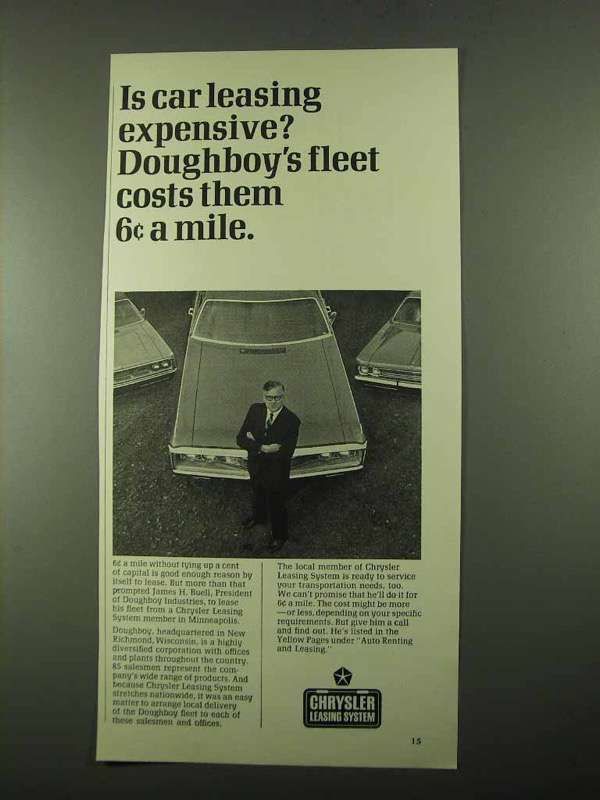 Is car leasing
expensive?
Doughboy's fleet
costs them
6¢ a mile.
6¢ a mile without tying up a cent
of capital is good enough reason by
itself to lease. But more than that
prompted James H. Buell, President
of Doughboy Industries, to lease
his fleet from a Chrysler Leasing
System member in Minneapolis.
Doughboy, headquartered in New
Richmond, Wisconsin, is a highly
diversified corporation with offices
and plants throughout the country.
85 salesmen represent the com-
pany's wide range of products. And
because Chrysler Leasing System
stretches nationwide, it was an easy
matter to arrange local delivery
of the Doughboy fleet to each of
these salesmen and offices.
The local member of Chrysler
Leasing System is ready to service
your transportation needs, too.
We can't promise that he'll do it for
6¢ a mile. The cost might be more
—or less, depending on your specific
requirements. But give him a call
and find out. He's listed in the
Yellow Pages under "Auto Renting
and Leasing."
CHRYSLER
LEASING SYSTEM
15